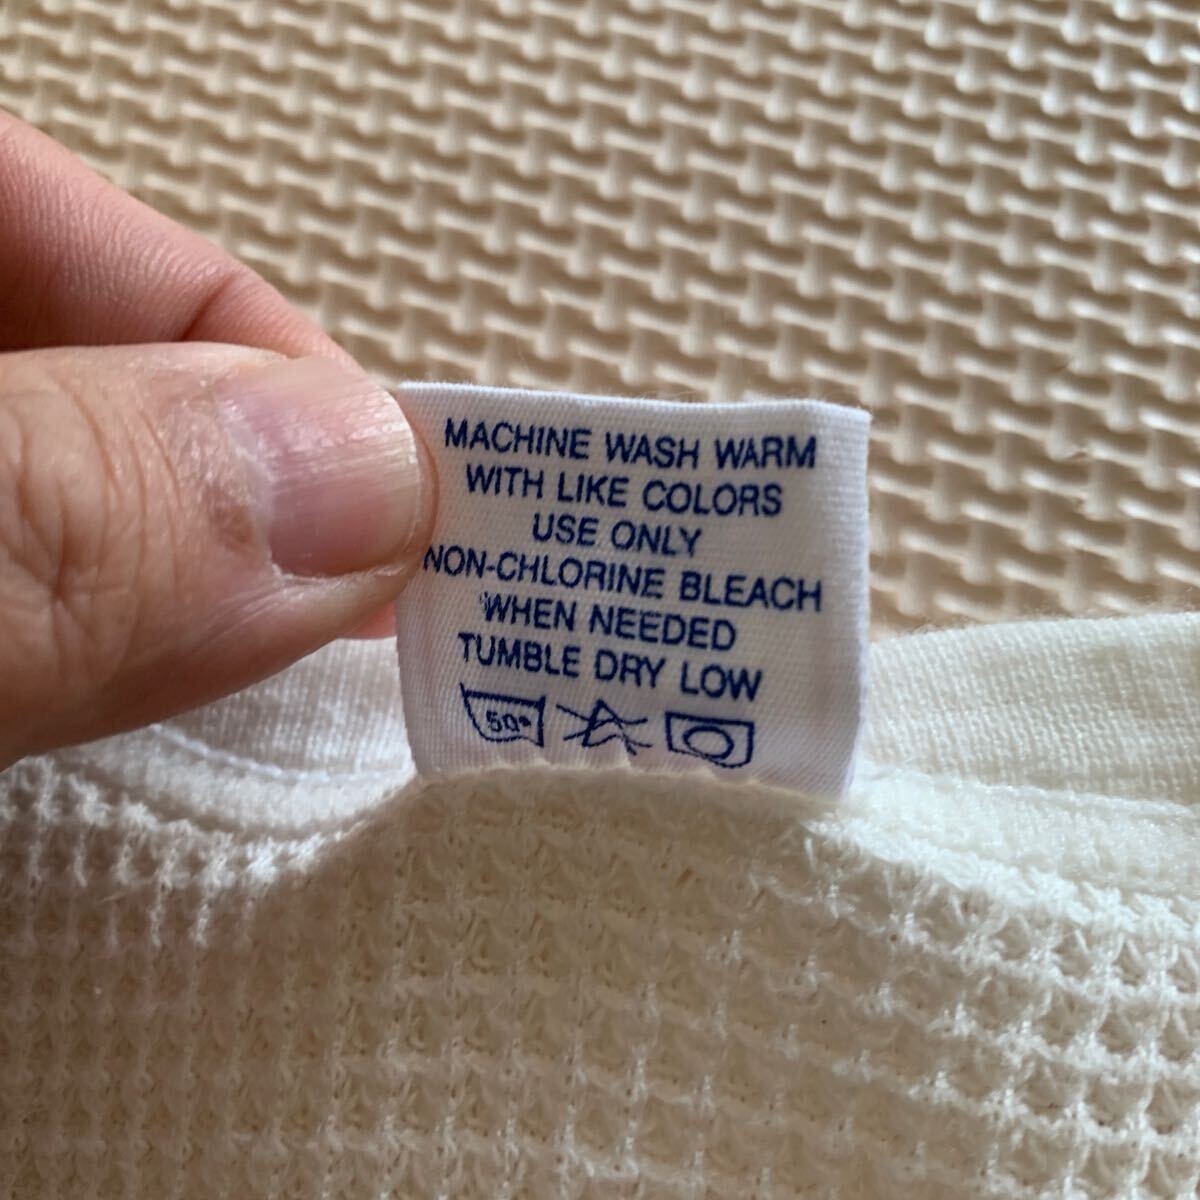 MACHINE WASH WARM
WITH LIKE COLORS
USE ONLY
NON-CHLORINE BLEACH
WHEN NEEDED
TUMBLE DRY LOW
50°